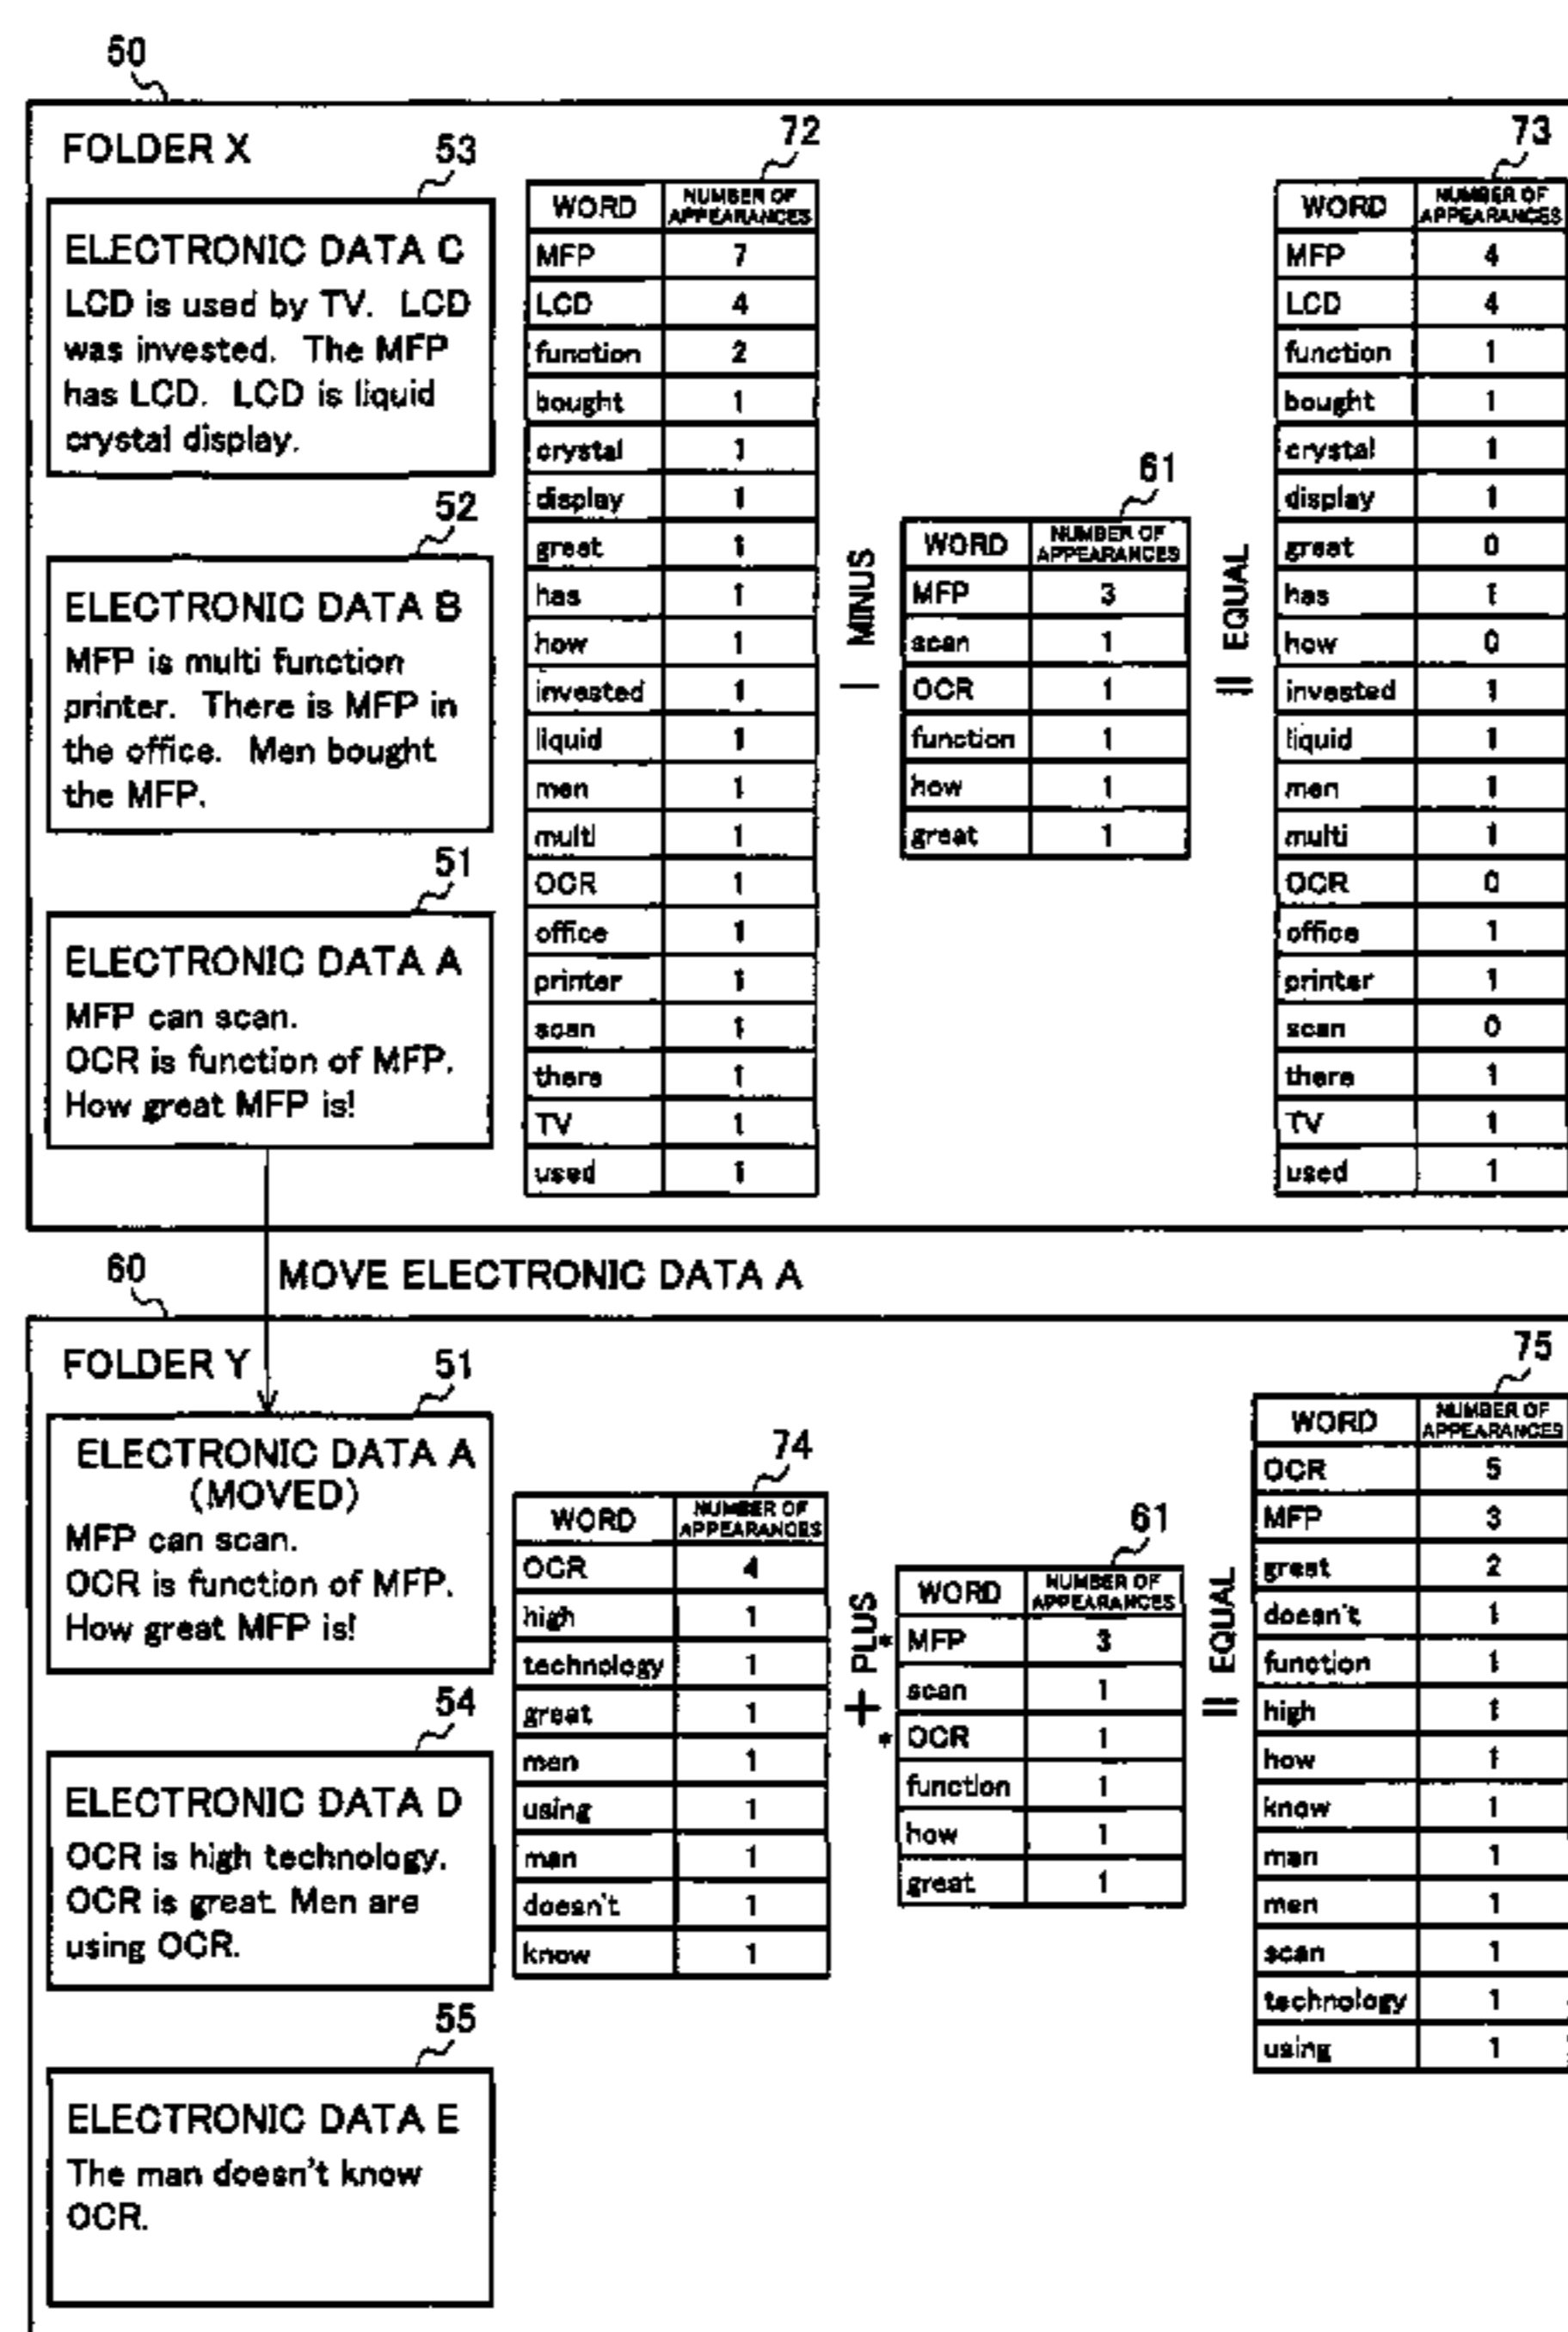 50
FOLDER X
53
ELECTRONIC DATA C
LCD is used by TV. LCD
was invested. The MFP
has LCD. LCD is liquid
crystal display.
52
ELECTRONIC DATA B
MFP is multi function
printer. There is MFP in
the office. Men bought
the MFP.
51
ELECTRONIC DATA A
MFP can scan.
OCR is function of MFP.
How great MFP is!
72
WORD NUMBER OF APPEARANCES
MFP 7
LCD 4
function 2
bought 1
crystal 1
display 1
great 1
has 1
how 1
invested 1
liquid 1
men 1
multi 1
OCR 1
office 1
printer 1
scan 1
there 1
TV 1
used 1
— MINUS
61
WORD NUMBER OF APPEARANCES
MFP 3
scan 1
OCR 1
function 1
how 1
great 1
= EQUAL
73
WORD NUMBER OF APPEARANCES
MFP 4
LCD 4
function 1
bought 1
crystal 1
display 1
great 0
has 1
how 0
invested 1
liquid 1
men 1
multi 1
OCR 0
office 1
printer 1
scan 0
there 1
TV 1
used 1
MOVE ELECTRONIC DATA A
60
FOLDER Y
51
ELECTRONIC DATA A
(MOVED)
MFP can scan.
OCR is function of MFP.
How great MFP is!
54
ELECTRONIC DATA D
OCR is high technology.
OCR is great. Men are
using OCR.
55
ELECTRONIC DATA E
The man doesn't know
OCR.
74
WORD NUMBER OF APPEARANCES
OCR 4
high 1
technology 1
great 1
men 1
using 1
man 1
doesn't 1
know 1
+ PLUS
61
WORD NUMBER OF APPEARANCES
* MFP 3
scan 1
* OCR 1
function 1
how 1
great 1
= EQUAL
75
WORD NUMBER OF APPEARANCES
OCR 5
MFP 3
great 2
doesn't 1
function 1
high 1
how 1
know 1
man 1
men 1
scan 1
technology 1
using 1